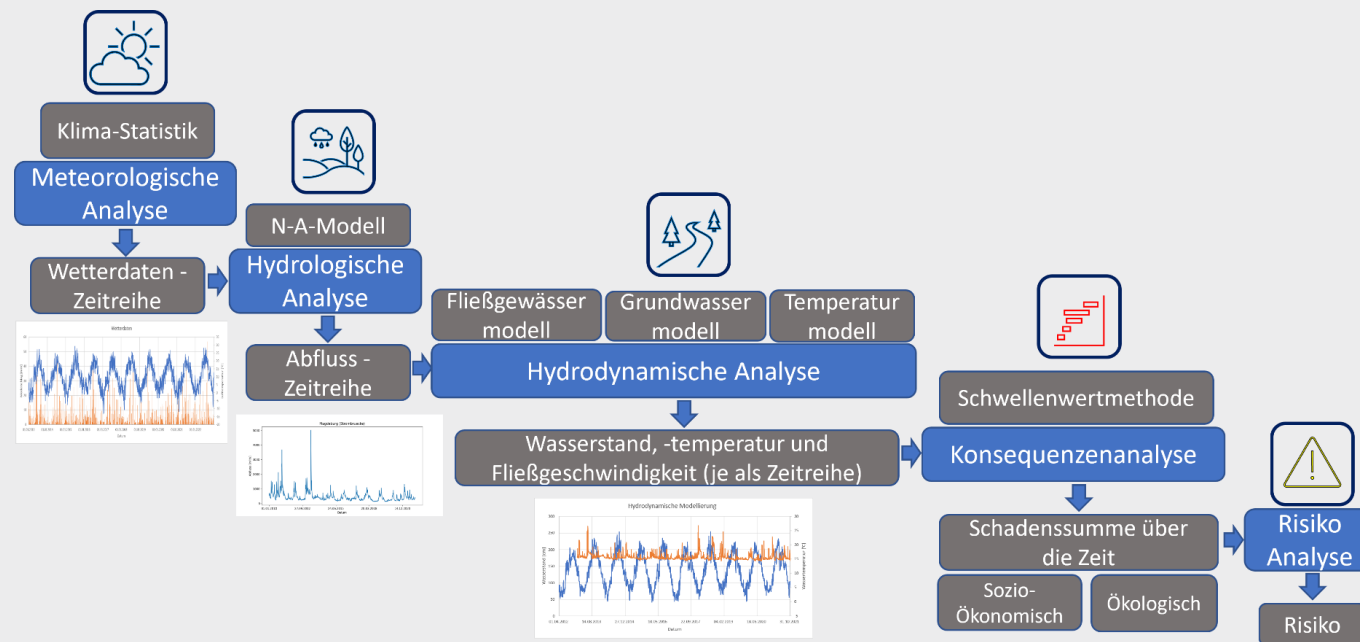 Klima-Statistik
Meteorologische
Analyse
Wetterdaten -
Zeitreihe
N-A-Modell
Hydrologische
Analyse
Abfluss -
Zeitreihe
Fließgewässer
modell
Grundwasser
modell
Temperatur
modell
Hydrodynamische Analyse
Wasserstand, -temperatur und
Fließgeschwindigkeit (je als Zeitreihe)
Hydrodynamische Modellierung
Datum
Schwellenwertmethode
Konsequenzenanalyse
Schadenssumme über
die Zeit
Sozio-
Ökonomisch
Ökologisch
Risiko
Analyse
Risiko